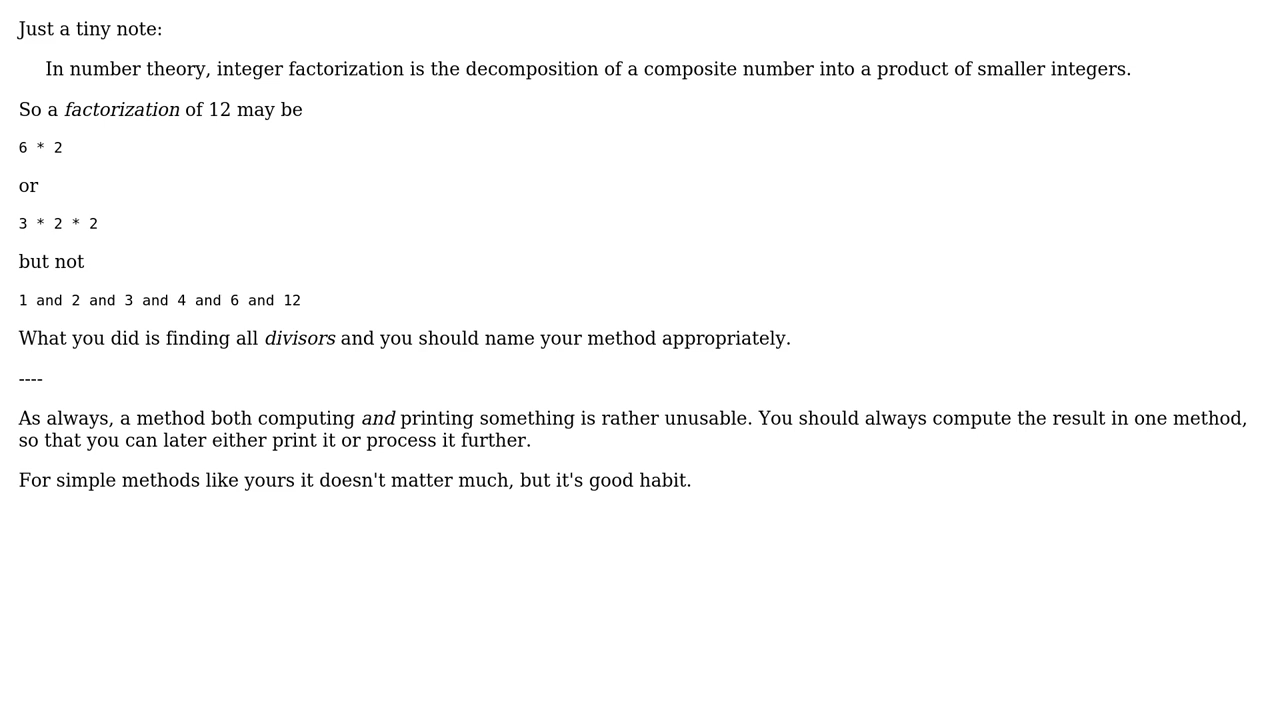 Just a tiny note:
In number theory, integer factorization is the decomposition of a composite number into a product of smaller integers.
So a factorization of 12 may be
6 * 2
or
3 * 2 * 2
but not
1 and 2 and 3 and 4 and 6 and 12
What you did is finding all divisors and you should name your method appropriately.
----
As always, a method both computing and printing something is rather unusable. You should always compute the result in one method,
so that you can later either print it or process it further.
For simple methods like yours it doesn't matter much, but it's good habit.